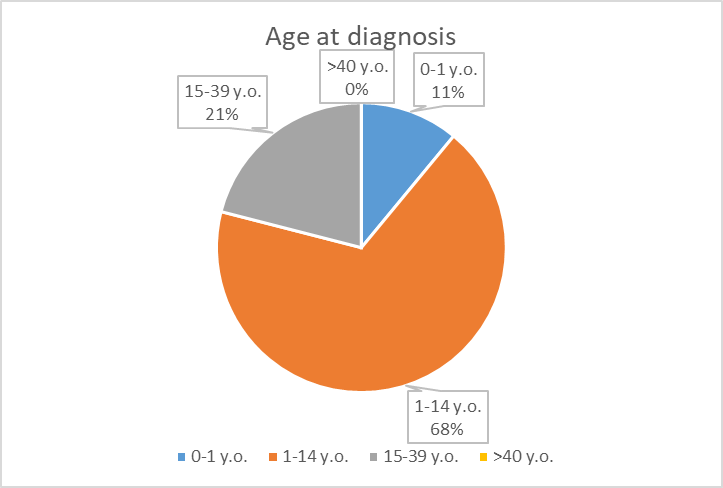 Age at diagnosis
>40 y.o.
0%
0-1 y.o.
11%
15-39 y.o.
21%
1-14 y.o.
68%
0-1 y.o. 1-14 y.o. 15-39 y.o. >40 y.o.